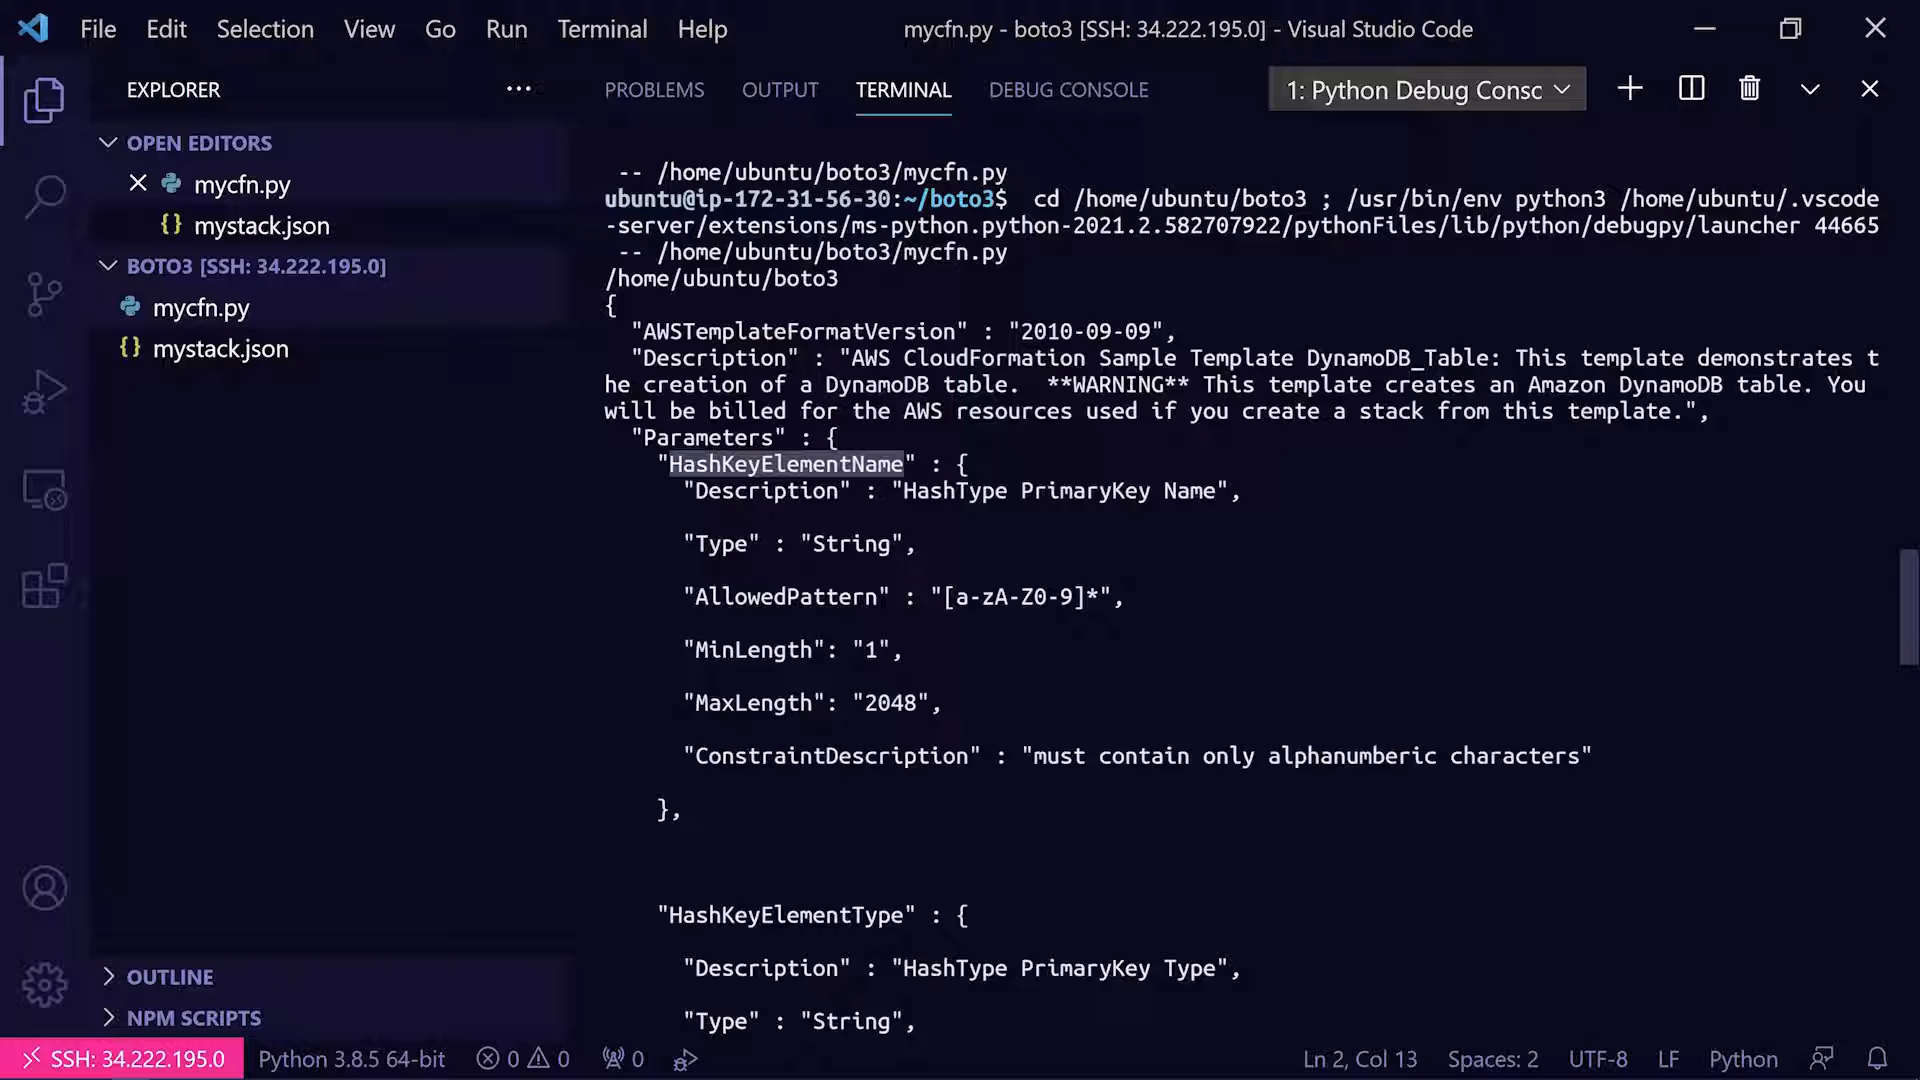 File Edit Selection View Go Run Terminal Help mycfn.py - boto3 [SSH: 34.222.195.0] - Visual Studio Code
EXPLORER
OPEN EDITORS
mycfn.py
{} mystack.json
BOTO3 [SSH: 34.222.195.0]
mycfn.py
{} mystack.json
OUTLINE
NPM SCRIPTS
PROBLEMS OUTPUT TERMINAL DEBUG CONSOLE 1: Python Debug Consc
-- /home/ubuntu/boto3/mycfn.py
ubuntu@ip-172-31-56-30:~/boto3$ cd /home/ubuntu/boto3 ; /usr/bin/env python3 /home/ubuntu/.vscode
-server/extensions/ms-python.python-2021.2.582707922/pythonFiles/lib/python/debugpy/launcher 44665
-- /home/ubuntu/boto3/mycfn.py
/home/ubuntu/boto3
{
"AWSTemplateFormatVersion" : "2010-09-09",
"Description" : "AWS CloudFormation Sample Template DynamoDB_Table: This template demonstrates t
he creation of a DynamoDB table. **WARNING** This template creates an Amazon DynamoDB table. You
will be billed for the AWS resources used if you create a stack from this template.",
"Parameters" : {
"HashKeyElementName" : {
"Description" : "HashType PrimaryKey Name",
"Type" : "String",
"AllowedPattern" : "[a-zA-Z0-9]*",
"MinLength": "1",
"MaxLength": "2048",
"ConstraintDescription" : "must contain only alphanumberic characters"
},
"HashKeyElementType" : {
"Description" : "HashType PrimaryKey Type",
"Type" : "String",
SSH: 34.222.195.0 Python 3.8.5 64-bit 0 0 0 Ln 2, Col 13 Spaces: 2 UTF-8 LF Python